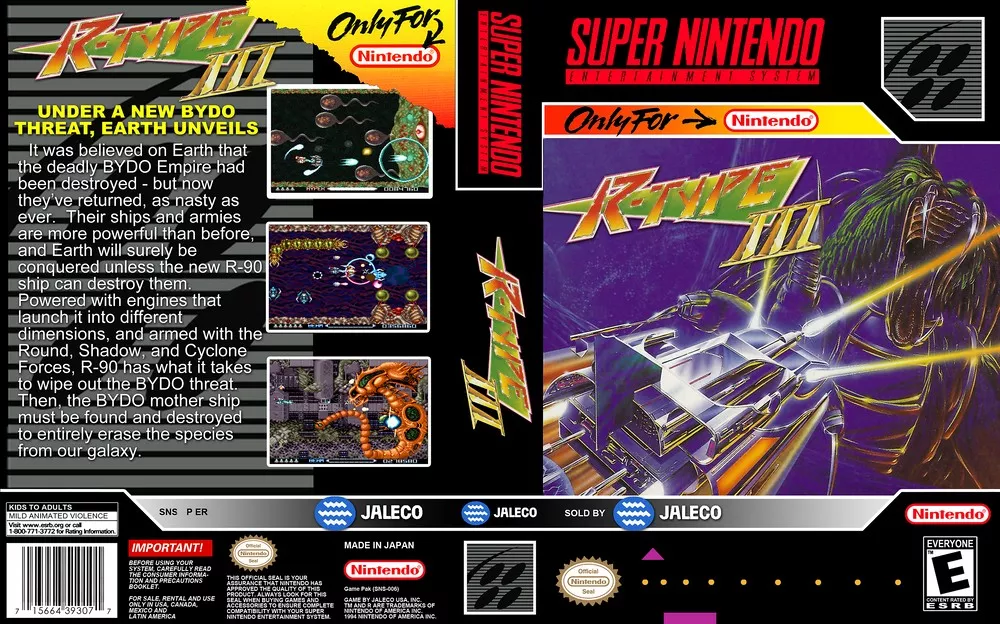 R-TYPE
III
Only For
Nintendo®
UNDER A NEW BYDO
THREAT, EARTH UNVEILS
It was believed on Earth that
the deadly BYDO Empire had
been destroyed - but now
they've returned, as nasty as
ever. Their ships and armies
are more powerful than before,
and Earth will surely be
conquered unless the new R-90
ship can destroy them.
Powered with engines that
launch it into different
dimensions, and armed with the
Round, Shadow, and Cyclone
Forces, R-90 has what it takes
to wipe out the BYDO threat.
Then, the BYDO mother ship
must be found and destroyed
to entirely erase the species
from our galaxy.
KIDS TO ADULTS
MILD ANIMATED VIOLENCE
Visit www.esrb.org or call
1-800-771-3772 for Rating Information.
SNS P ER
JALECO
7 15664 39307 7
IMPORTANT!
BEFORE USING YOUR
SYSTEM, CAREFULLY READ
THE CONSUMER INFORMA-
TION AND PRECAUTIONS
BOOKLET.
FOR SALE, RENTAL AND USE
ONLY IN USA, CANADA,
MEXICO AND
LATIN AMERICA
Official
Nintendo
Seal
THIS OFFICIAL SEAL IS YOUR
ASSURANCE THAT NINTENDO HAS
APPROVED THE QUALITY OF THIS
PRODUCT. ALWAYS LOOK FOR THIS
SEAL WHEN BUYING GAMES AND
ACCESSORIES TO ENSURE COMPLETE
COMPATIBILITY WITH YOUR SUPER
NINTENDO ENTERTAINMENT SYSTEM.
MADE IN JAPAN
Nintendo®
Game Pak (SNS-006)
GAME BY JALECO USA, INC.
TM AND R ARE TRADEMARKS OF
NINTENDO OF AMERICA INC.
1994 NINTENDO OF AMERICA INC.
SUPER NINTENDO
ENTERTAINMENT SYSTEM
R-TYPE
III
JALECO
SUPER NINTENDO
ENTERTAINMENT SYSTEM
Only For
Nintendo®
R-TYPE
III
SOLD BY
JALECO
Nintendo®
Official
Nintendo
Seal
EVERYONE
E
CONTENT RATED BY
ESRB